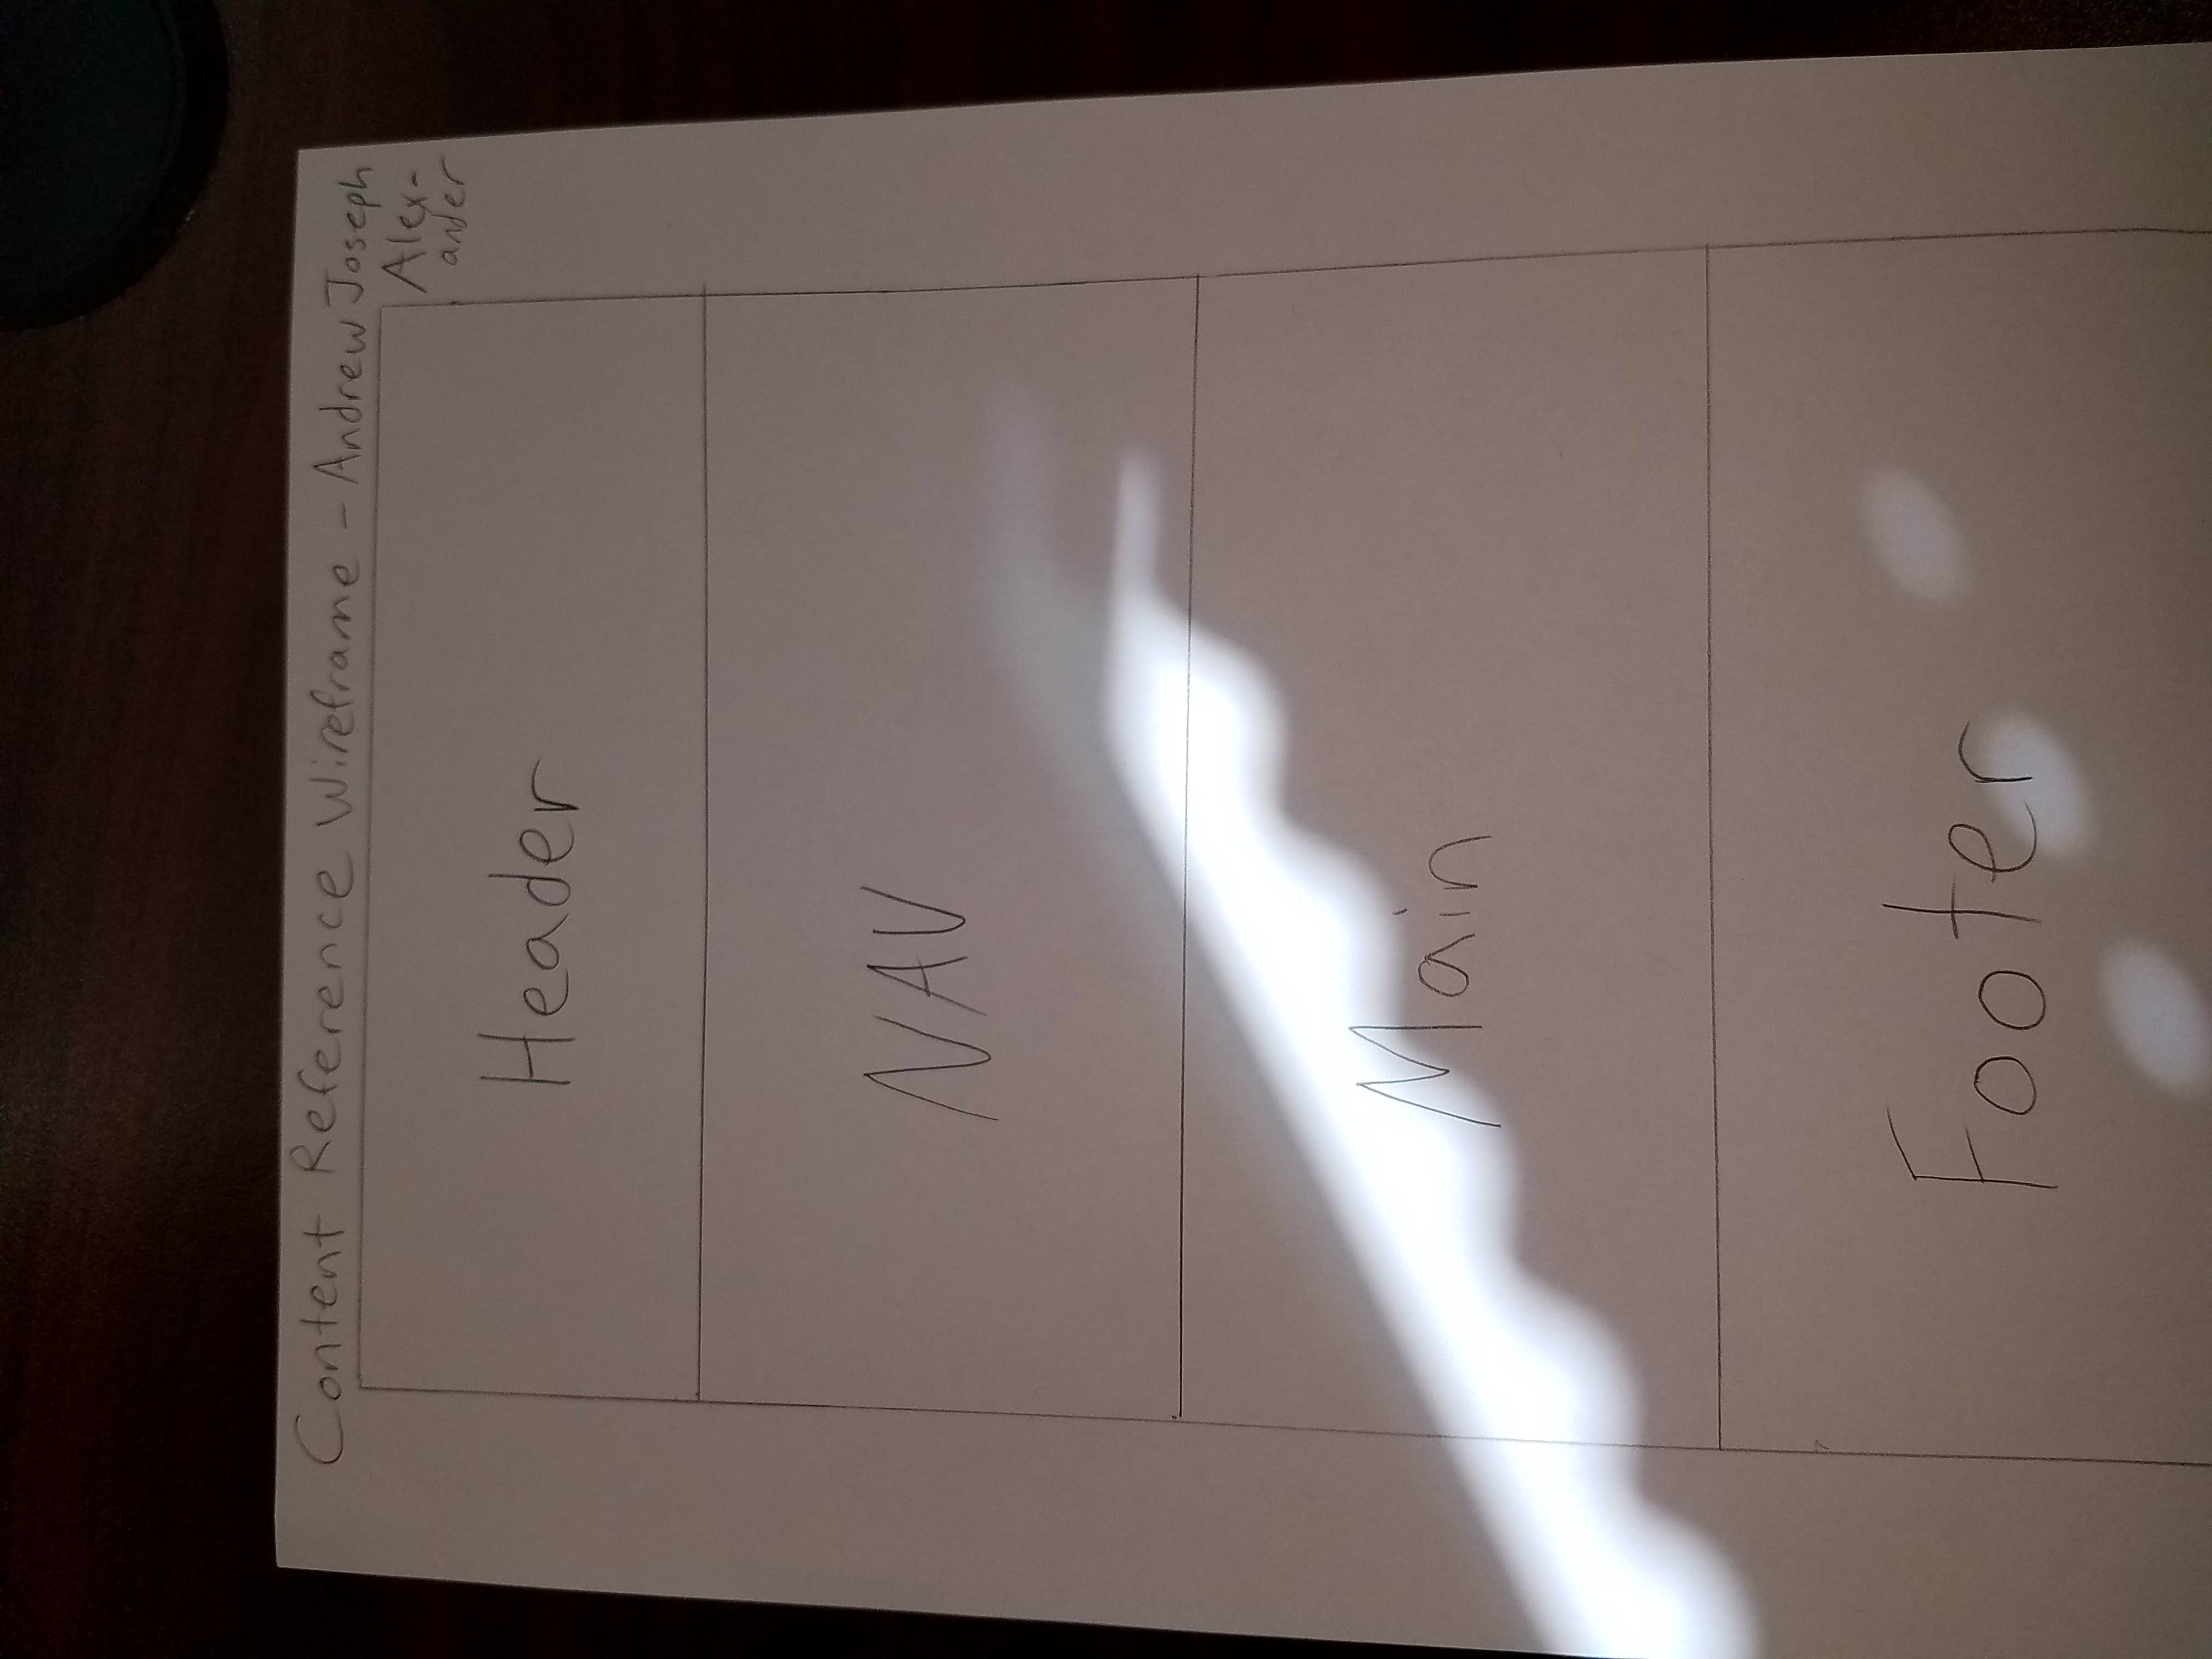 Content Reference Wireframe - Andrew Joseph
Alex-
ander
Header
NAV
Main
Footer